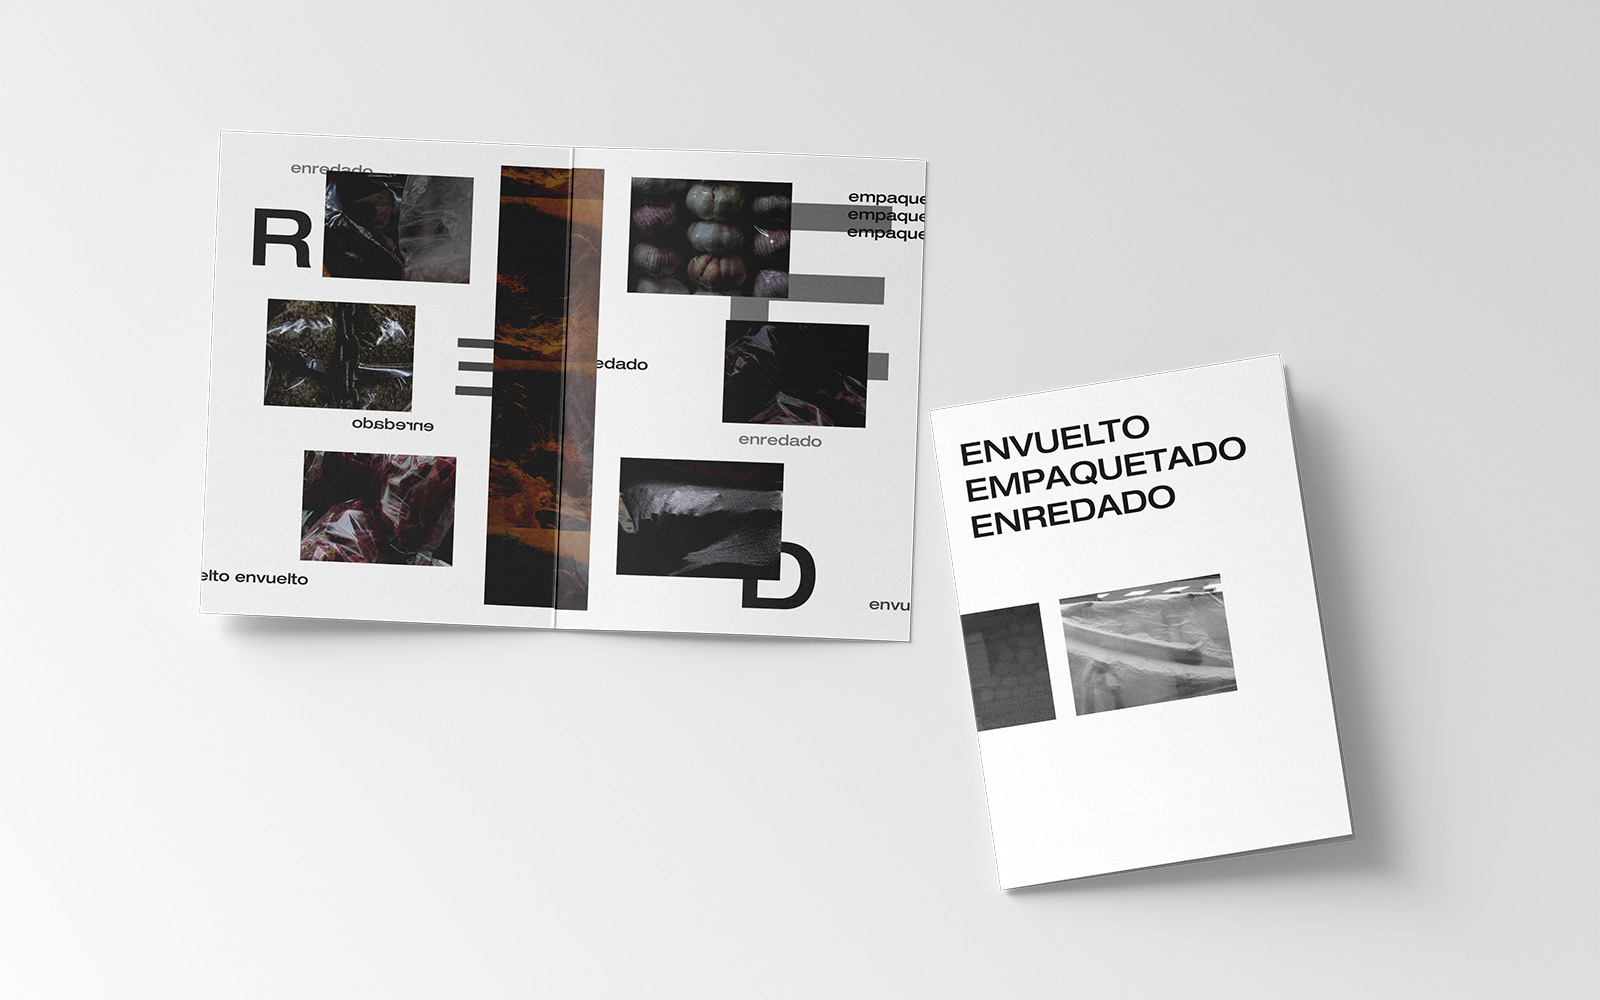 enredado
R
E
enredado
elto envuelto
empaque
empaque
empaque
E
edado
enredado
D
envu
ENVUELTO
EMPAQUETADO
ENREDADO